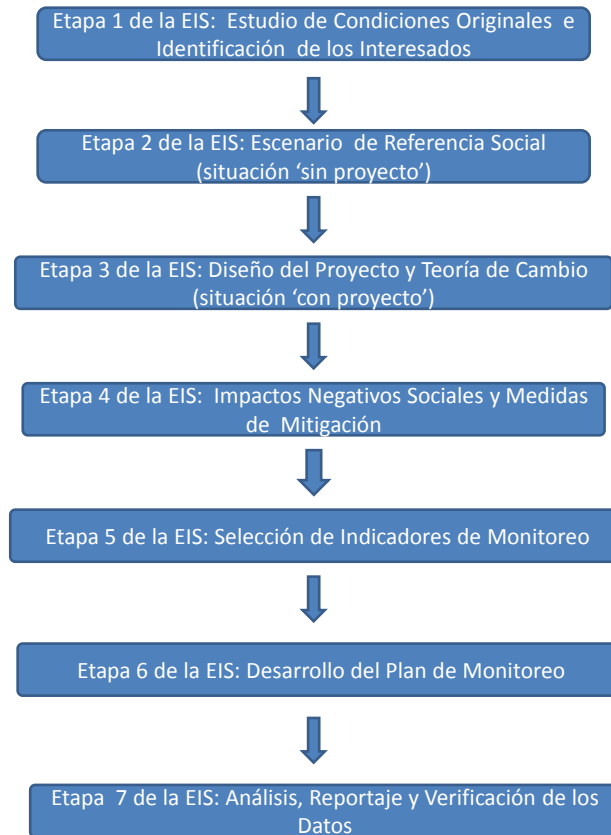 Etapa 1 de la EIS: Estudio de Condiciones Originales e
Identificación de los Interesados
Etapa 2 de la EIS: Escenario de Referencia Social
(situación ‘sin proyecto’)
Etapa 3 de la EIS: Diseño del Proyecto y Teoría de Cambio
(situación ‘con proyecto’)
Etapa 4 de la EIS: Impactos Negativos Sociales y Medidas
de Mitigación
Etapa 5 de la EIS: Selección de Indicadores de Monitoreo
Etapa 6 de la EIS: Desarrollo del Plan de Monitoreo
Etapa 7 de la EIS: Análisis, Reportaje y Verificación de los
Datos